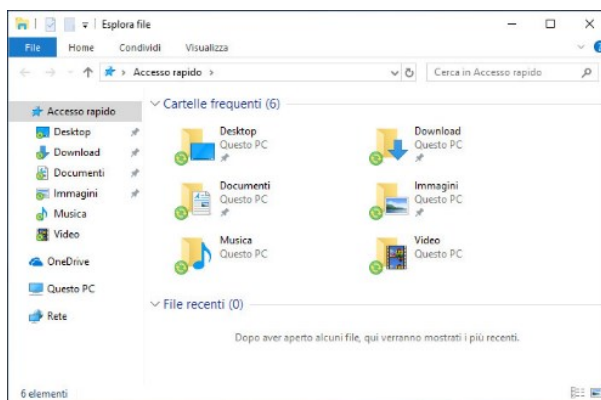 Esplora file
File Home Condividi Visualizza
Accesso rapido
Cerca in Accesso rapido
Accesso rapido
Desktop
Download
Documenti
Immagini
Musica
Video
OneDrive
Questo PC
Rete
Cartelle frequenti (6)
Desktop
Questo PC
Download
Questo PC
Documenti
Questo PC
Immagini
Questo PC
Musica
Questo PC
Video
Questo PC
File recenti (0)
Dopo aver aperto alcuni file, qui verranno mostrati i più recenti.
6 elementi